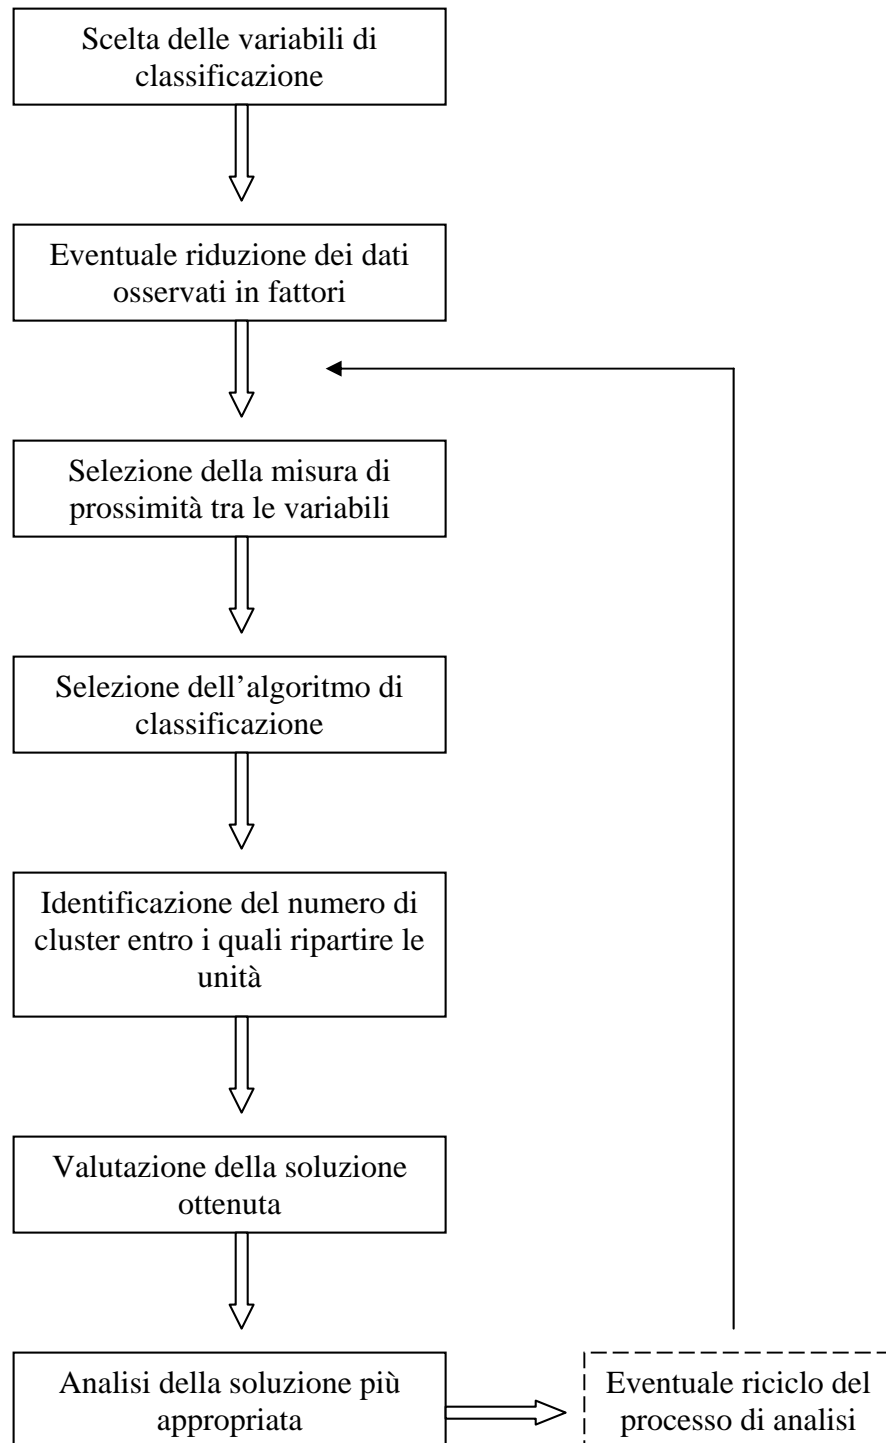 Scelta delle variabili di
classificazione
Eventuale riduzione dei dati
osservati in fattori
Selezione della misura di
prossimità tra le variabili
Selezione dell’algoritmo di
classificazione
Identificazione del numero di
cluster entro i quali ripartire le
unità
Valutazione della soluzione
ottenuta
Analisi della soluzione più
appropriata
Eventuale riciclo del
processo di analisi